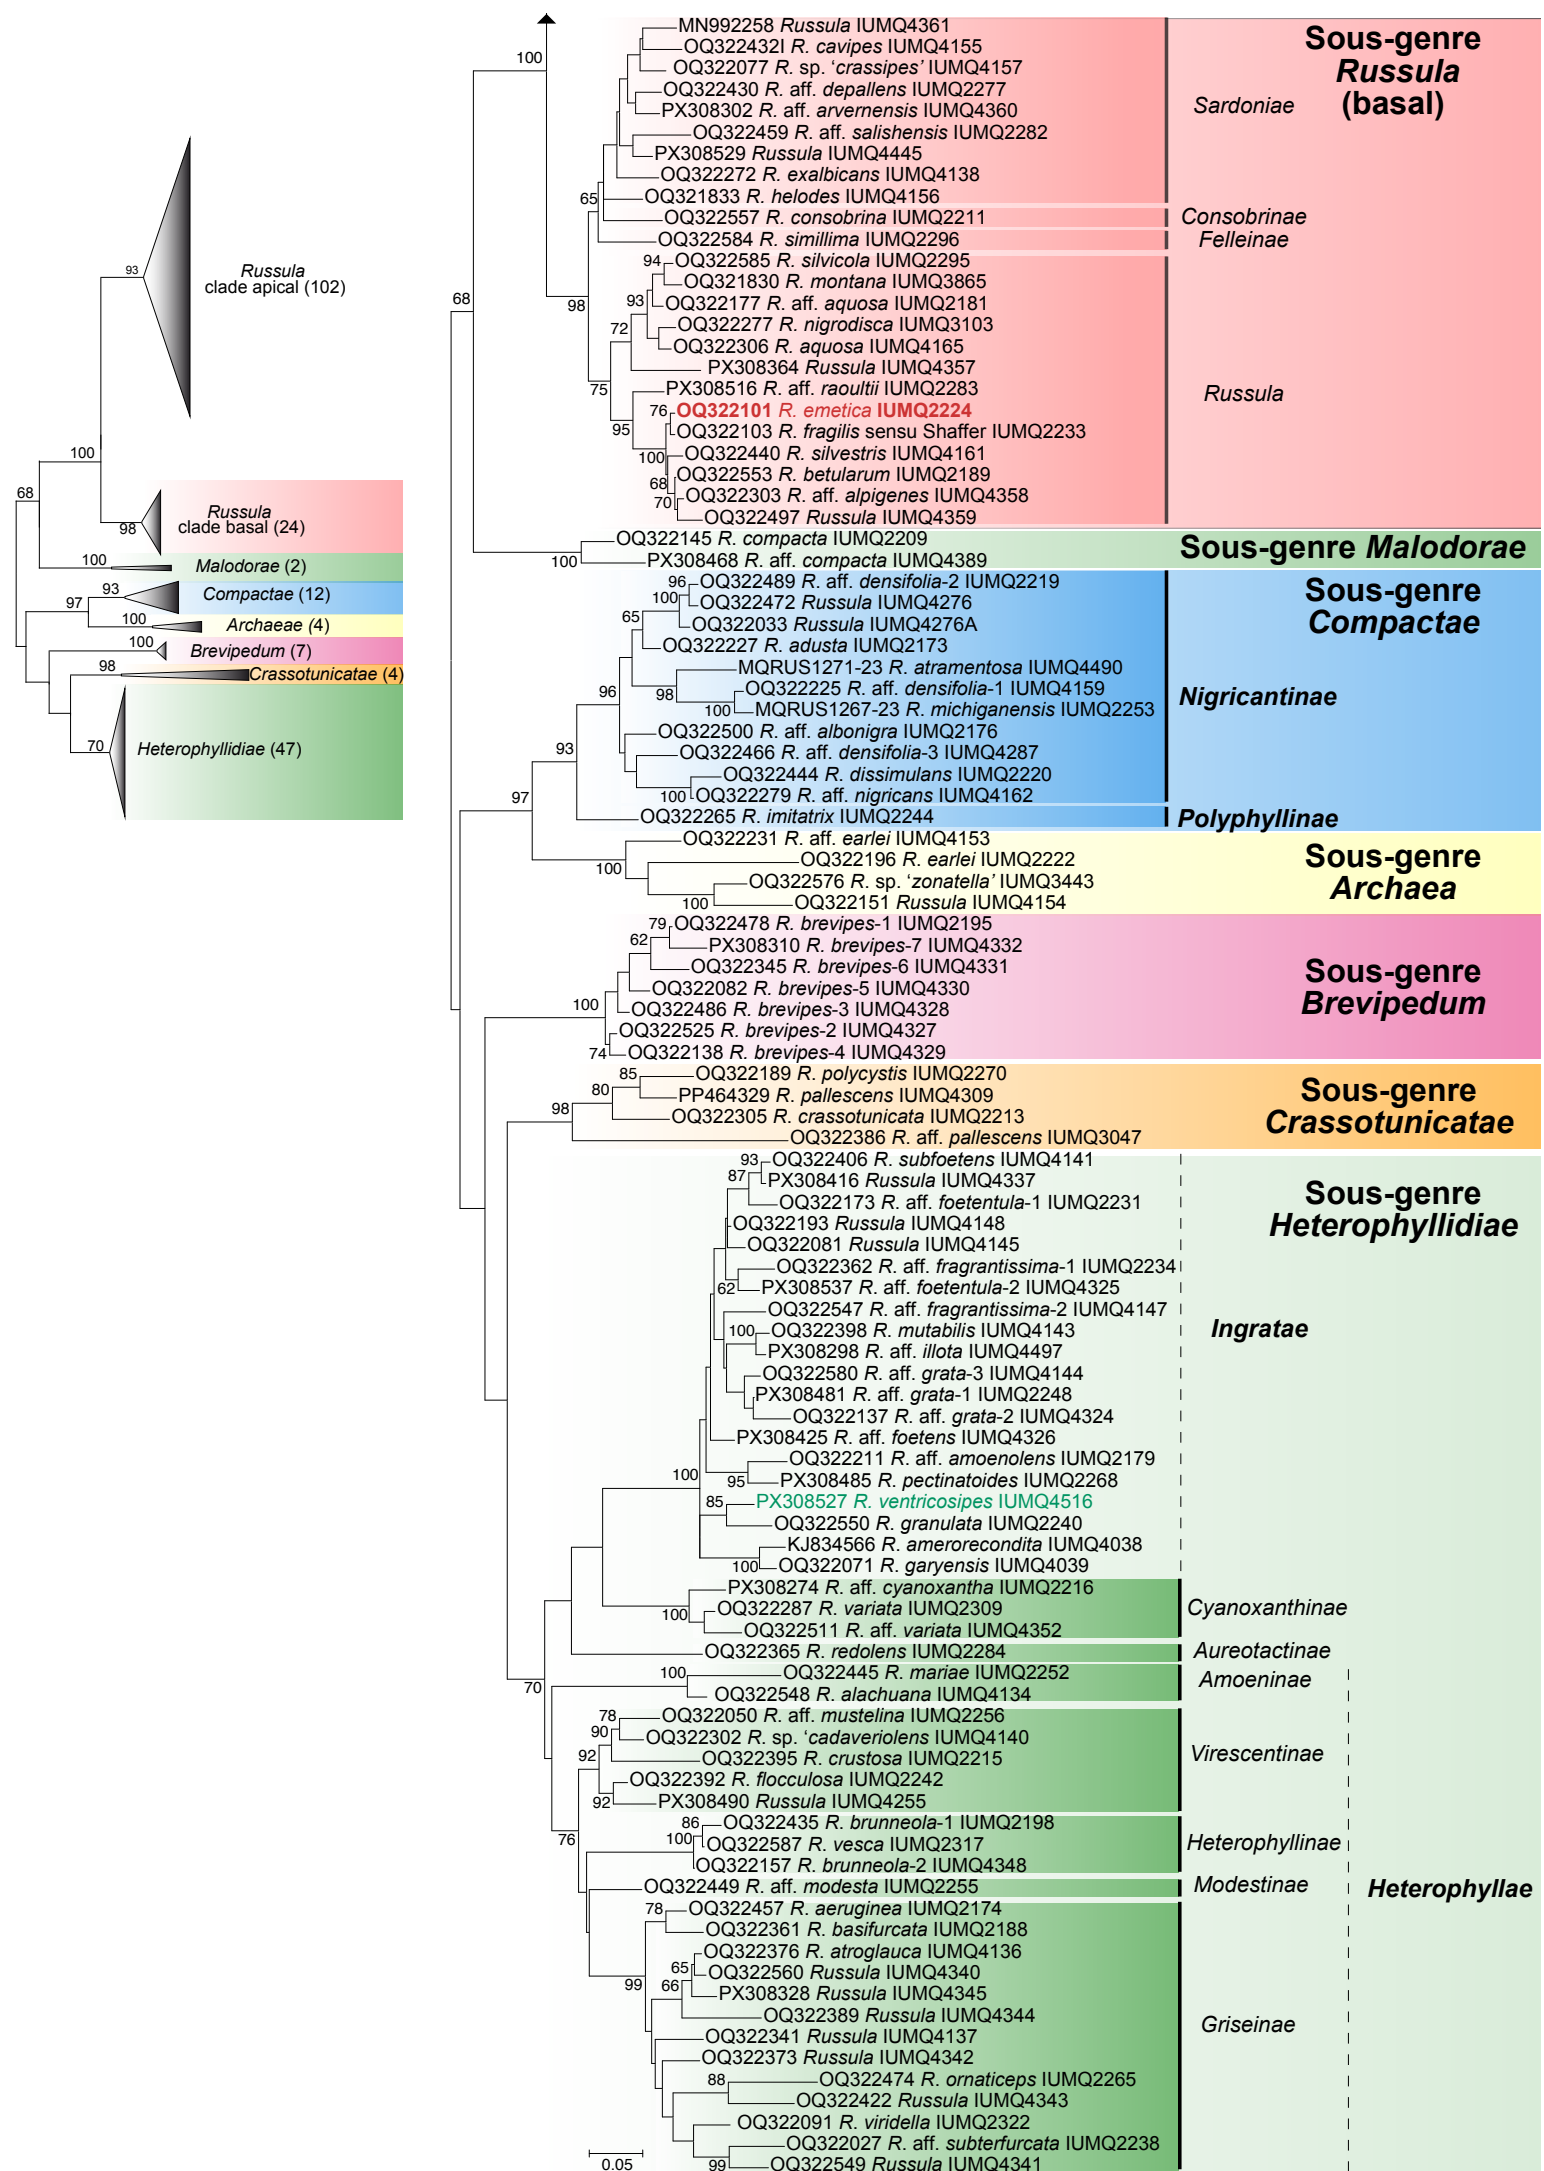 93
Russula
clade apical (102)
100
68
98
Russula
clade basal (24)
100
Malodorae (2)
93
Compactae (12)
97
100
Archaeae (4)
100
Brevipedum (7)
98
Crassotunicatae (4)
70
Heterophyllidiae (47)
100
68
MN992258 Russula IUMQ4361
OQ322432I R. cavipes IUMQ4155
OQ322077 R. sp. ‘crassipes’ IUMQ4157
OQ322430 R. aff. depallens IUMQ2277
PX308302 R. aff. arvernensis IUMQ4360
OQ322459 R. aff. salishensis IUMQ2282
PX308529 Russula IUMQ4445
OQ322272 R. exalbicans IUMQ4138
65
OQ321833 R. helodes IUMQ4156
OQ322557 R. consobrina IUMQ2211
OQ322584 R. simillima IUMQ2296
98
94
OQ322585 R. silvicola IUMQ2295
OQ321830 R. montana IUMQ3865
93
OQ322177 R. aff. aquosa IUMQ2181
72
OQ322277 R. nigrodisca IUMQ3103
OQ322306 R. aquosa IUMQ4165
PX308364 Russula IUMQ4357
75
PX308516 R. aff. raoultii IUMQ2283
76
OQ322101 R. emetica IUMQ2224
95
OQ322103 R. fragilis sensu Shaffer IUMQ2233
100
OQ322440 R. silvestris IUMQ4161
68
OQ322553 R. betularum IUMQ2189
70
OQ322303 R. aff. alpigenes IUMQ4358
OQ322497 Russula IUMQ4359
Sardoniae
Consobrinae
Felleinae
Russula
Sous-genre
Russula
(basal)
OQ322145 R. compacta IUMQ2209
100
PX308468 R. aff. compacta IUMQ4389
Sous-genre Malodorae
96
OQ322489 R. aff. densifolia-2 IUMQ2219
100
OQ322472 Russula IUMQ4276
65
OQ322033 Russula IUMQ4276A
OQ322227 R. adusta IUMQ2173
MQRUS1271-23 R. atramentosa IUMQ4490
96
98
OQ322225 R. aff. densifolia-1 IUMQ4159
100
MQRUS1267-23 R. michiganensis IUMQ2253
OQ322500 R. aff. albonigra IUMQ2176
93
OQ322466 R. aff. densifolia-3 IUMQ4287
OQ322444 R. dissimulans IUMQ2220
100
OQ322279 R. aff. nigricans IUMQ4162
97
OQ322265 R. imitatrix IUMQ2244
Nigricantinae
Polyphyllinae
Sous-genre
Compactae
OQ322231 R. aff. earlei IUMQ4153
100
OQ322196 R. earlei IUMQ2222
OQ322576 R. sp. ‘zonatella’ IUMQ3443
100
OQ322151 Russula IUMQ4154
Sous-genre
Archaea
79
OQ322478 R. brevipes-1 IUMQ2195
62
PX308310 R. brevipes-7 IUMQ4332
OQ322345 R. brevipes-6 IUMQ4331
OQ322082 R. brevipes-5 IUMQ4330
100
OQ322486 R. brevipes-3 IUMQ4328
OQ322525 R. brevipes-2 IUMQ4327
74
OQ322138 R. brevipes-4 IUMQ4329
Sous-genre
Brevipedum
85
OQ322189 R. polycystis IUMQ2270
80
PP464329 R. pallescens IUMQ4309
98
OQ322305 R. crassotunicata IUMQ2213
OQ322386 R. aff. pallescens IUMQ3047
Sous-genre
Crassotunicatae
93
OQ322406 R. subfoetens IUMQ4141
87
PX308416 Russula IUMQ4337
OQ322173 R. aff. foetentula-1 IUMQ2231
OQ322193 Russula IUMQ4148
OQ322081 Russula IUMQ4145
OQ322362 R. aff. fragrantissima-1 IUMQ2234
62
PX308537 R. aff. foetentula-2 IUMQ4325
OQ322547 R. aff. fragrantissima-2 IUMQ4147
100
OQ322398 R. mutabilis IUMQ4143
PX308298 R. aff. illota IUMQ4497
OQ322580 R. aff. grata-3 IUMQ4144
PX308481 R. aff. grata-1 IUMQ2248
OQ322137 R. aff. grata-2 IUMQ4324
PX308425 R. aff. foetens IUMQ4326
OQ322211 R. aff. amoenolens IUMQ2179
100
95
PX308485 R. pectinatoides IUMQ2268
85
PX308527 R. ventricosipes IUMQ4516
OQ322550 R. granulata IUMQ2240
KJ834566 R. amerorecondita IUMQ4038
100
OQ322071 R. garyensis IUMQ4039
Ingratae
Sous-genre
Heterophyllidiae
PX308274 R. aff. cyanoxantha IUMQ2216
100
OQ322287 R. variata IUMQ2309
OQ322511 R. aff. variata IUMQ4352
Cyanoxanthinae
OQ322365 R. redolens IUMQ2284
Aureotactinae
70
100
OQ322445 R. mariae IUMQ2252
OQ322548 R. alachuana IUMQ4134
Amoeninae
78
OQ322050 R. aff. mustelina IUMQ2256
90
OQ322302 R. sp. ‘cadaveriolens IUMQ4140
92
OQ322395 R. crustosa IUMQ2215
OQ322392 R. flocculosa IUMQ2242
92
PX308490 Russula IUMQ4255
Virescentinae
76
86
OQ322435 R. brunneola-1 IUMQ2198
100
OQ322587 R. vesca IUMQ2317
OQ322157 R. brunneola-2 IUMQ4348
Heterophyllinae
OQ322449 R. aff. modesta IUMQ2255
Modestinae
Heterophyllae
78
OQ322457 R. aeruginea IUMQ2174
OQ322361 R. basifurcata IUMQ2188
OQ322376 R. atroglauca IUMQ4136
65
OQ322560 Russula IUMQ4340
99
66
PX308328 Russula IUMQ4345
OQ322389 Russula IUMQ4344
OQ322341 Russula IUMQ4137
OQ322373 Russula IUMQ4342
88
OQ322474 R. ornaticeps IUMQ2265
OQ322422 Russula IUMQ4343
OQ322091 R. viridella IUMQ2322
OQ322027 R. aff. subterfurcata IUMQ2238
99
OQ322549 Russula IUMQ4341
Griseinae
0.05